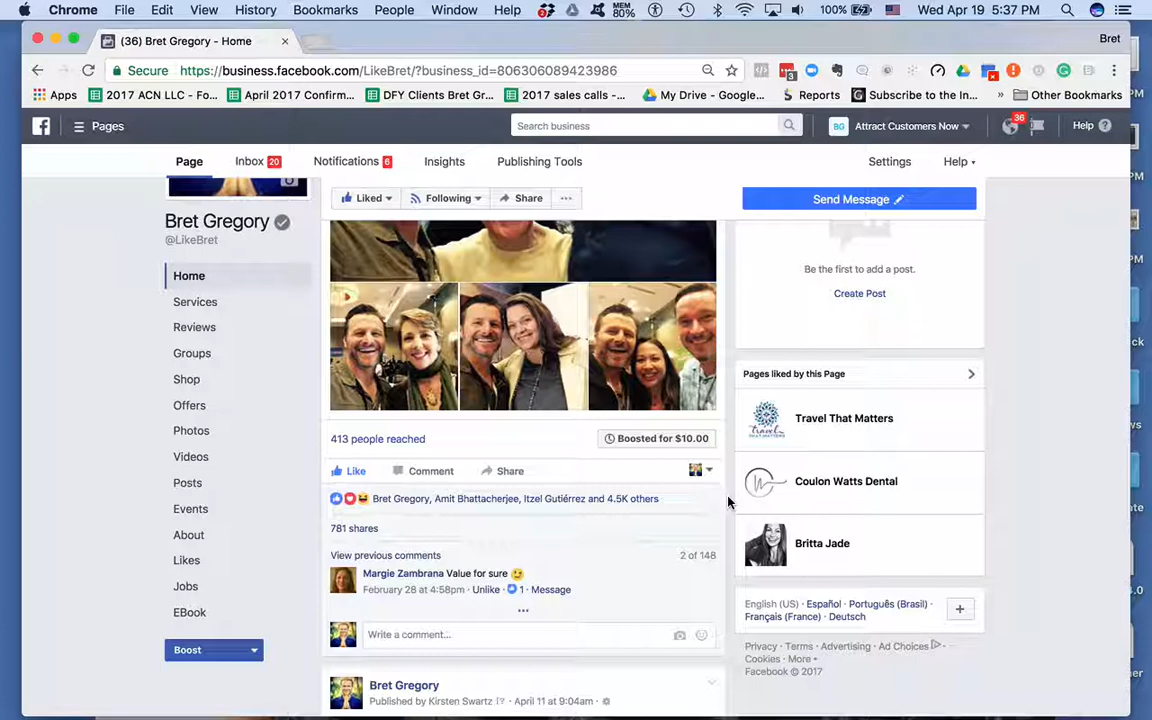 Chrome File Edit View History Bookmarks People Window Help MEM 80% 100% Wed Apr 19 5:37 PM
(36) Bret Gregory - Home Bret
Secure https://business.facebook.com/LikeBret/?business_id=806306089423986 3
Apps 2017 ACN LLC - Fo... April 2017 Confirm... DFY Clients Bret Gr... 2017 sales calls -... My Drive - Google... Reports Subscribe to the In... » Other Bookmarks
Pages Search business BG Attract Customers Now 36 Help
Page Inbox 20 Notifications 6 Insights Publishing Tools Settings Help
Liked Following Share ... Send Message
Bret Gregory
@LikeBret
Home
Services
Reviews
Groups
Shop
Offers
Photos
Videos
Posts
Events
About
Likes
Jobs
EBook
Boost
413 people reached Boosted for $10.00
Like Comment Share
Bret Gregory, Amit Bhattacherjee, Itzel Gutiérrez and 4.5K others
781 shares
View previous comments 2 of 148
Margie Zambrana Value for sure 😉
February 28 at 4:58pm · Unlike · 1 · Message
...
Write a comment...
Bret Gregory
Published by Kirsten Swartz [?] · April 11 at 9:04am ·
Be the first to add a post.
Create Post
Pages liked by this Page
Travel That Matters
TRAVEL THAT MATTERS
Coulon Watts Dental
Britta Jade
English (US) · Español · Português (Brasil) ·
Français (France) · Deutsch
+
Privacy · Terms · Advertising · Ad Choices ·
Cookies · More
Facebook © 2017